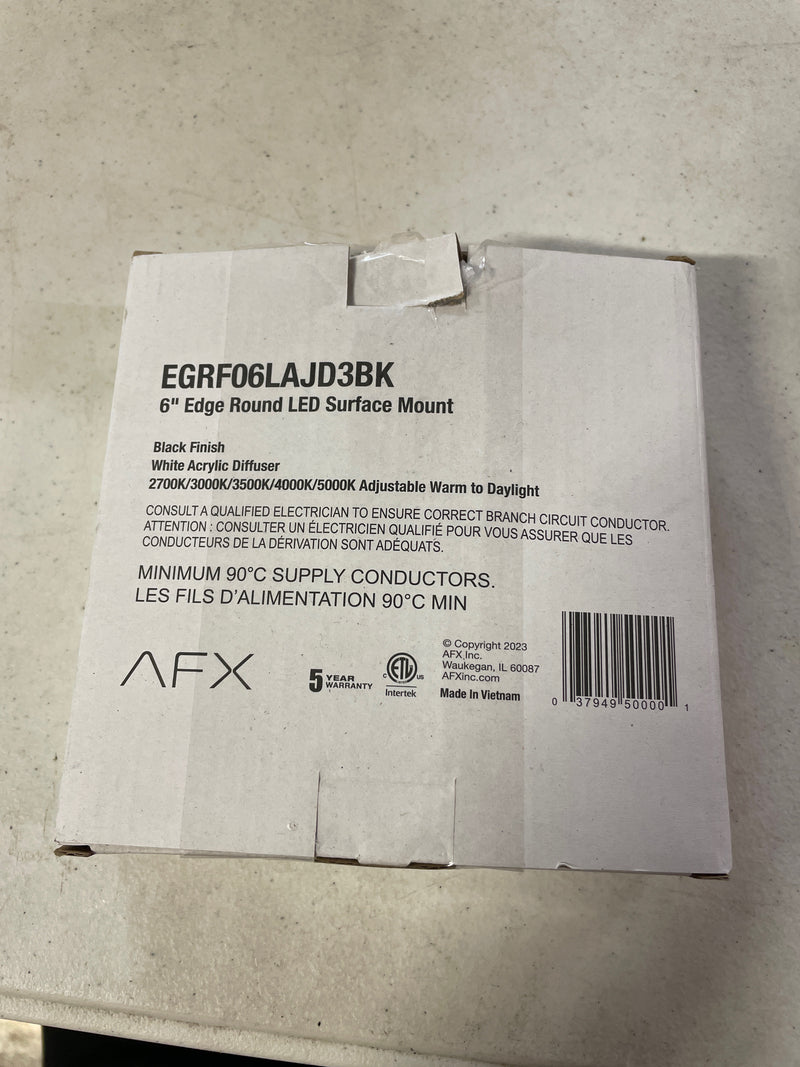 EGRF06LAJD3BK
6" Edge Round LED Surface Mount
Black Finish
White Acrylic Diffuser
2700K/3000K/3500K/4000K/5000K Adjustable Warm to Daylight
CONSULT A QUALIFIED ELECTRICIAN TO ENSURE CORRECT BRANCH CIRCUIT CONDUCTOR.
ATTENTION : CONSULTER UN ÉLECTRICIEN QUALIFIÉ POUR VOUS ASSURER QUE LES
CONDUCTEURS DE LA DÉRIVATION SONT ADÉQUATS.
MINIMUM 90°C SUPPLY CONDUCTORS.
LES FILS D'ALIMENTATION 90°C MIN
AFX
5 YEAR
WARRANTY
c ETL us
Intertek
© Copyright 2023
AFX,Inc.
Waukegan, IL 60087
AFXinc.com
Made In Vietnam
0 37949 50000 1